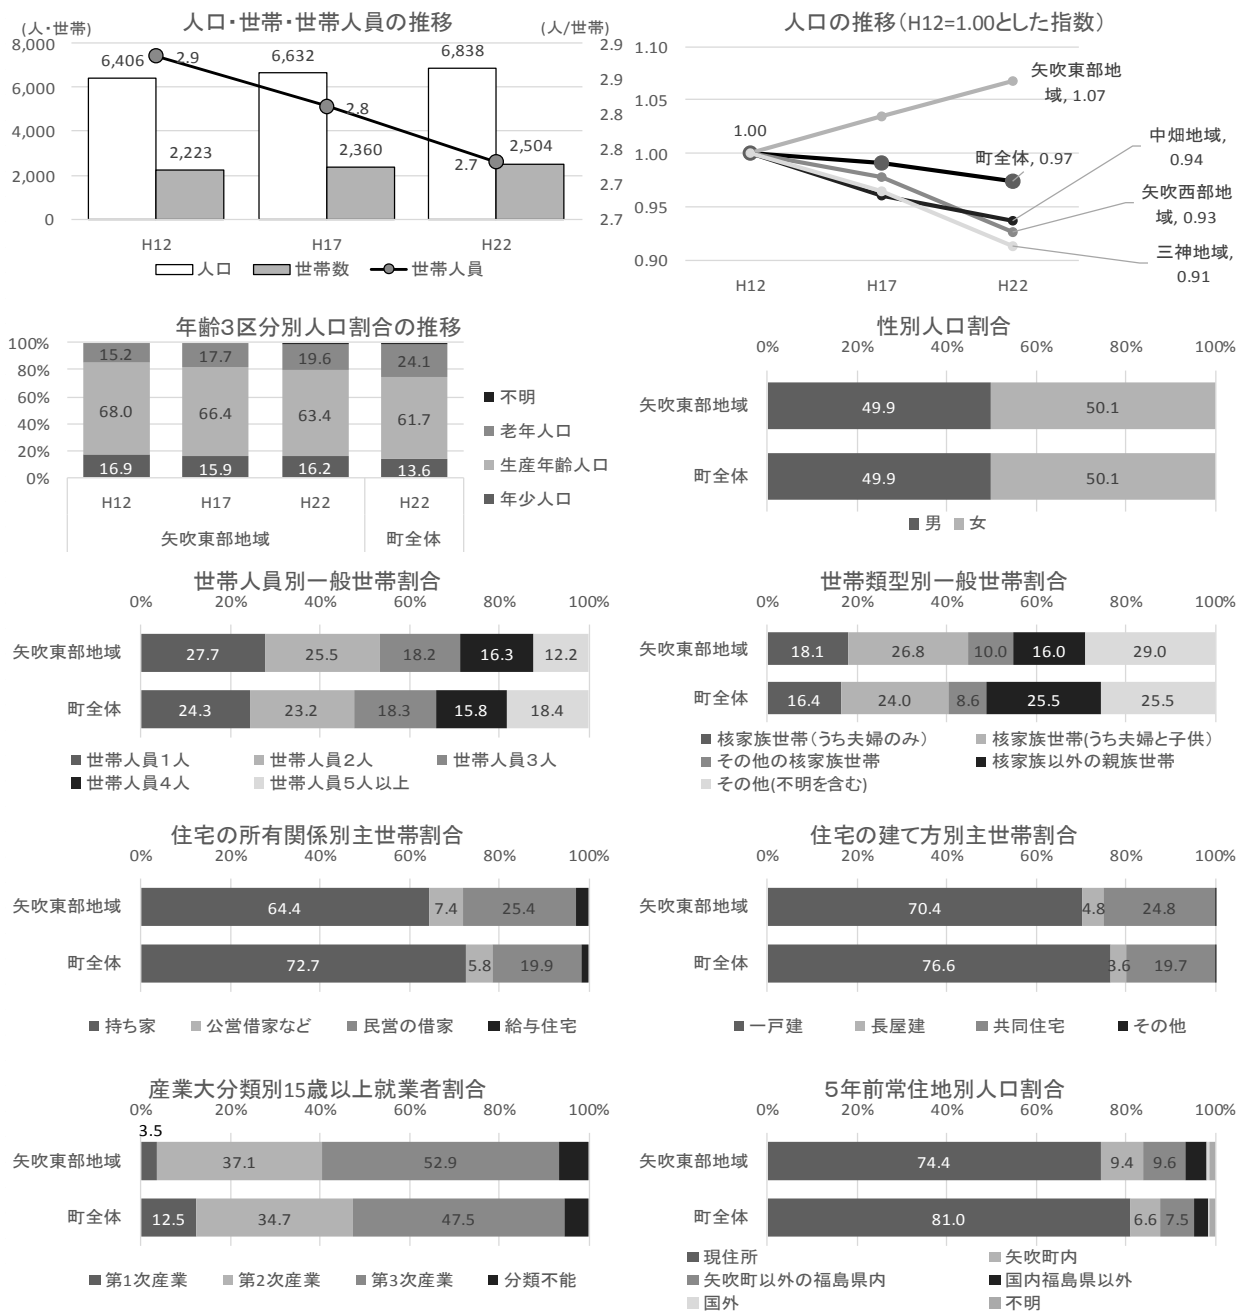 人口・世帯・世帯人員の推移
(人・世帯)
(人/世帯)
8,000
6,000
4,000
2,000
0
2.9
2.9
2.8
2.8
2.7
2.7
6,406
2,223
2.9
6,632
2,360
2.8
6,838
2,504
2.7
H12
H17
H22
人口
世帯数
世帯人員
人口の推移(H12=1.00とした指数)
1.10
1.05
1.00
0.95
0.90
1.00
矢吹東部地
域, 1.07
町全体, 0.97
中畑地域,
0.94
矢吹西部地
域, 0.93
三神地域,
0.91
H12
H17
H22
年齢3区分別人口割合の推移
100%
80%
60%
40%
20%
0%
15.2
17.7
19.6
24.1
68.0
66.4
63.4
61.7
16.9
15.9
16.2
13.6
H12
H17
H22
H22
矢吹東部地域
町全体
不明
老年人口
生産年齢人口
年少人口
性別人口割合
0% 20% 40% 60% 80% 100%
矢吹東部地域 49.9 50.1
町全体 49.9 50.1
男 女
世帯人員別一般世帯割合
0% 20% 40% 60% 80% 100%
矢吹東部地域 27.7 25.5 18.2 16.3 12.2
町全体 24.3 23.2 18.3 15.8 18.4
世帯人員1人 世帯人員2人 世帯人員3人
世帯人員4人 世帯人員5人以上
世帯類型別一般世帯割合
0% 20% 40% 60% 80% 100%
矢吹東部地域 18.1 26.8 10.0 16.0 29.0
町全体 16.4 24.0 8.6 25.5 25.5
核家族世帯(うち夫婦のみ) 核家族世帯(うち夫婦と子供)
その他の核家族世帯 核家族以外の親族世帯
その他(不明を含む)
住宅の所有関係別主世帯割合
0% 20% 40% 60% 80% 100%
矢吹東部地域 64.4 7.4 25.4
町全体 72.7 5.8 19.9
持ち家 公営借家など 民営の借家 給与住宅
住宅の建て方別主世帯割合
0% 20% 40% 60% 80% 100%
矢吹東部地域 70.4 4.8 24.8
町全体 76.6 3.6 19.7
一戸建 長屋建 共同住宅 その他
産業大分類別15歳以上就業者割合
0% 20% 40% 60% 80% 100%
3.5
矢吹東部地域 37.1 52.9
町全体 12.5 34.7 47.5
第1次産業 第2次産業 第3次産業 分類不能
5年前常住地別人口割合
0% 20% 40% 60% 80% 100%
矢吹東部地域 74.4 9.4 9.6
町全体 81.0 6.6 7.5
現住所 矢吹町内
矢吹町以外の福島県内 国内福島県以外
国外 不明